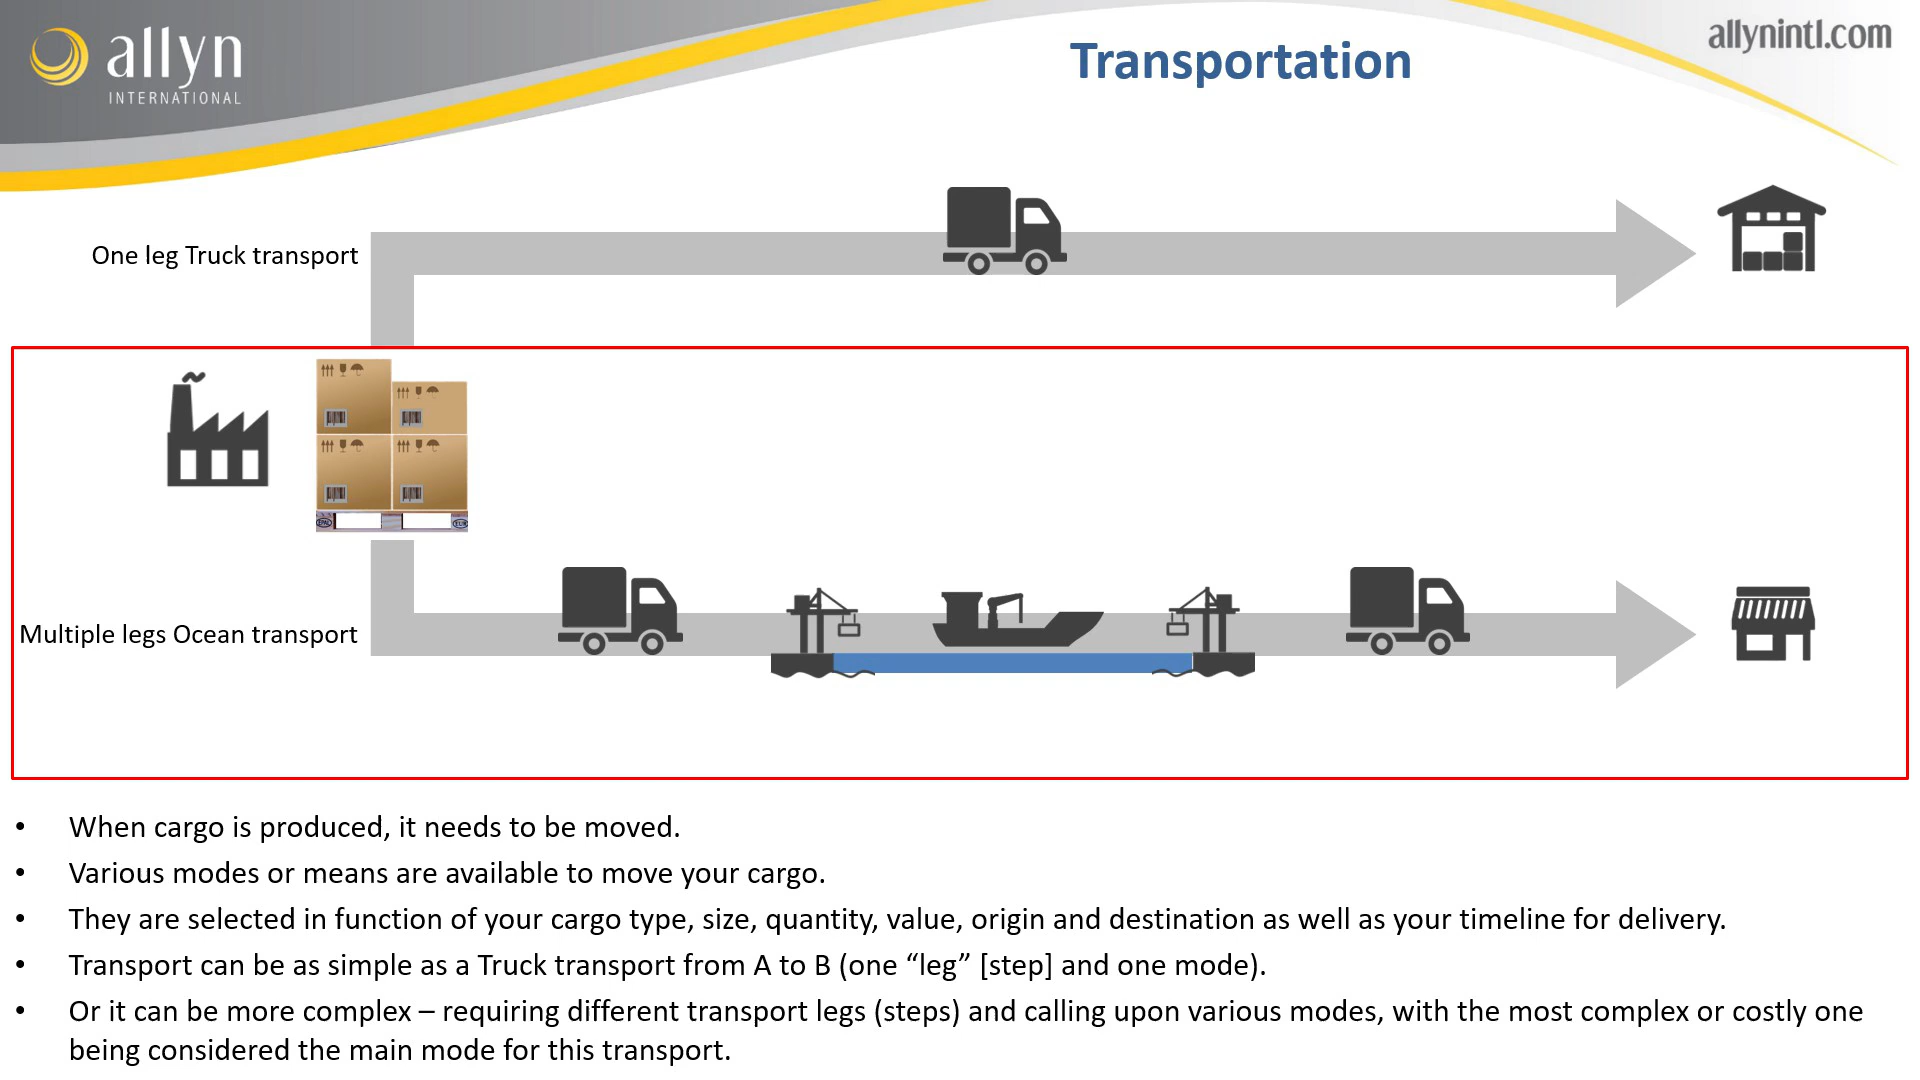 allyn
INTERNATIONAL
Transportation
allynintl.com
One leg Truck transport
Multiple legs Ocean transport
• When cargo is produced, it needs to be moved.
• Various modes or means are available to move your cargo.
• They are selected in function of your cargo type, size, quantity, value, origin and destination as well as your timeline for delivery.
• Transport can be as simple as a Truck transport from A to B (one “leg” [step] and one mode).
• Or it can be more complex – requiring different transport legs (steps) and calling upon various modes, with the most complex or costly one
being considered the main mode for this transport.